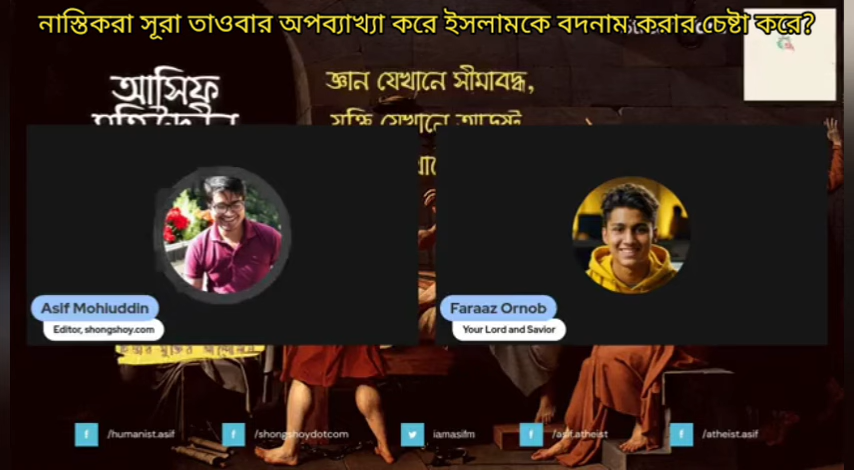 নাস্তিকরা সূরা তাওবার অপব্যাখ্যা করে ইসলামকে বদনাম করার চেষ্টা করে?
আসিফ
জ্ঞান যেখানে সীমাবদ্ধ,
যুক্তি যেখানে আড়ষ্ট
Asif Mohiuddin
Editor, shongshoy.com
Faraaz Ornob
Your Lord and Savior
/humanist.asif
/shongshoydotcom
iamasifm
/asif.atheist
/atheist.asif